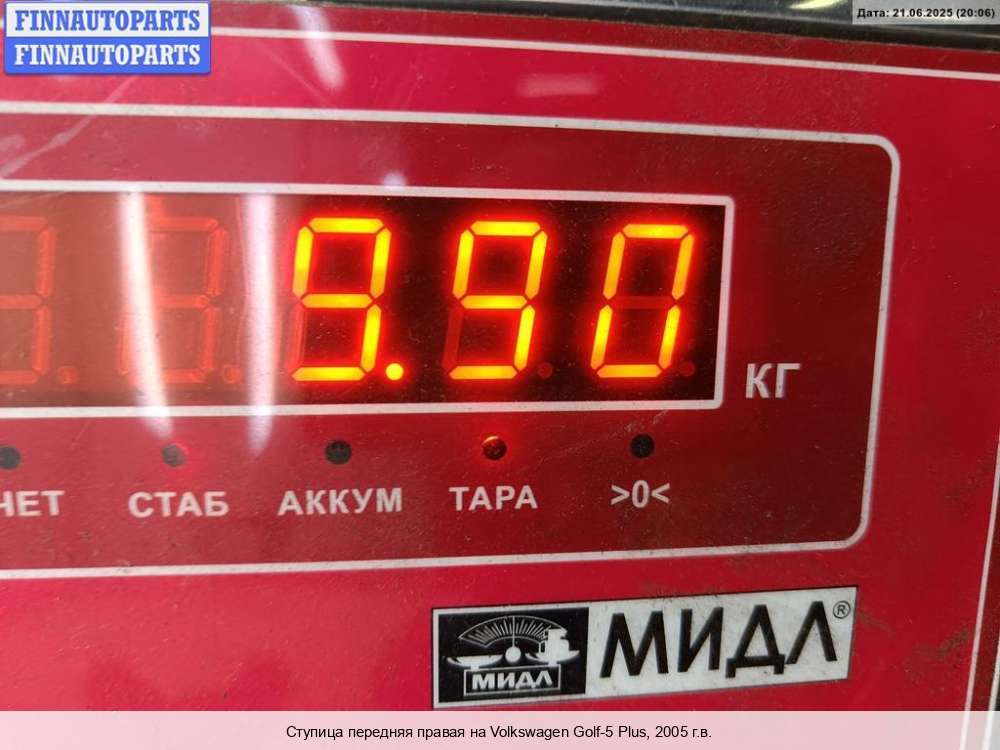 FINNAUTOPARTS
FINNAUTOPARTS
Дата: 21.06.2025 (20:06)
9.90
КГ
СТАБ АККУМ ТАРА >0<
МИДЛ
МИДЛ®
Ступица передняя правая на Volkswagen Golf-5 Plus, 2005 г.в.